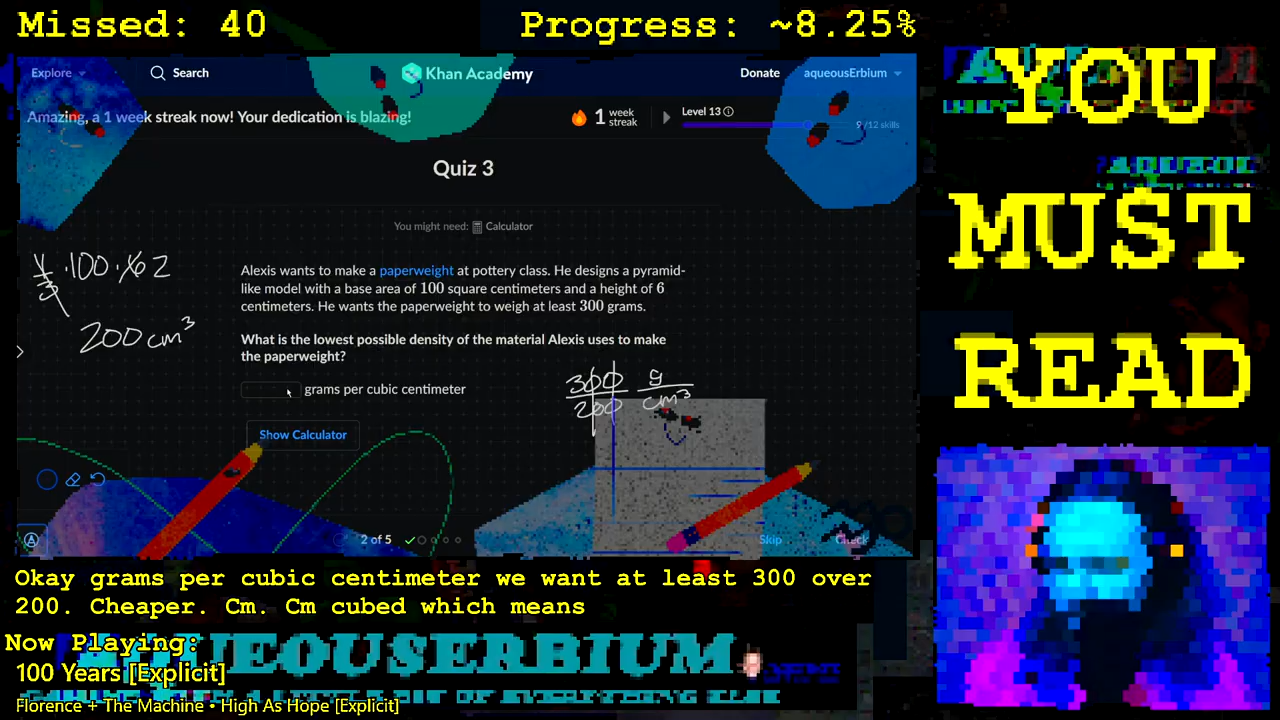 Missed: 40
Progress: ~8.25%
Explore
Search
Khan Academy
Donate
aqueousErbium
Amazing, a 1 week streak now! Your dedication is blazing!
1 week streak
Level 13
9/12 skills
Quiz 3
You might need: Calculator
Alexis wants to make a paperweight at pottery class. He designs a pyramid-
like model with a base area of 100 square centimeters and a height of 6
centimeters. He wants the paperweight to weigh at least 300 grams.
What is the lowest possible density of the material Alexis uses to make
the paperweight?
grams per cubic centimeter
Show Calculator
200 cm³
300 g
200 cm³
2 of 5
Skip
Check
YOU
MUST
READ
Okay grams per cubic centimeter we want at least 300 over
200. Cheaper. Cm. Cm cubed which means
Now Playing:
100 Years [Explicit]
Florence + The Machine • High As Hope [Explicit]
AQUEOUSERBIUM